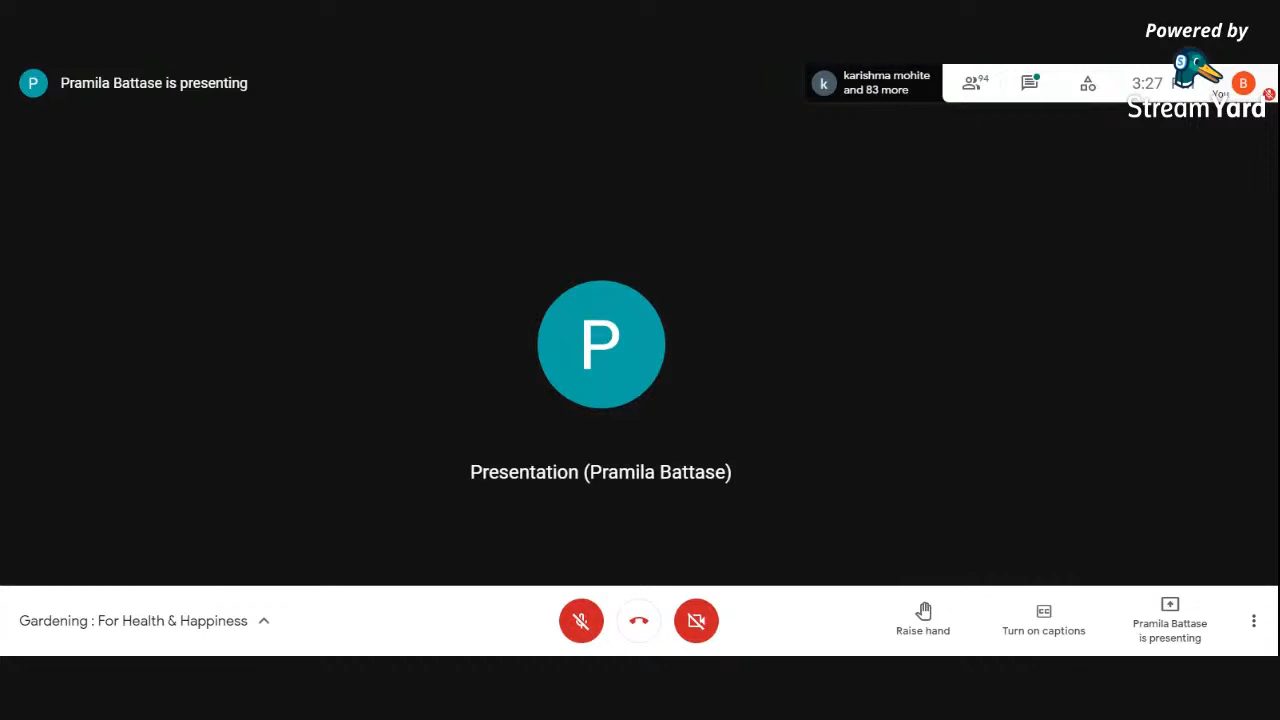 Powered by
StreamYard
P
Pramila Battase is presenting
k
karishma mohite
and 83 more
94
3:27
You
B
P
Presentation (Pramila Battase)
Gardening : For Health & Happiness
Raise hand
Turn on captions
Pramila Battase
is presenting